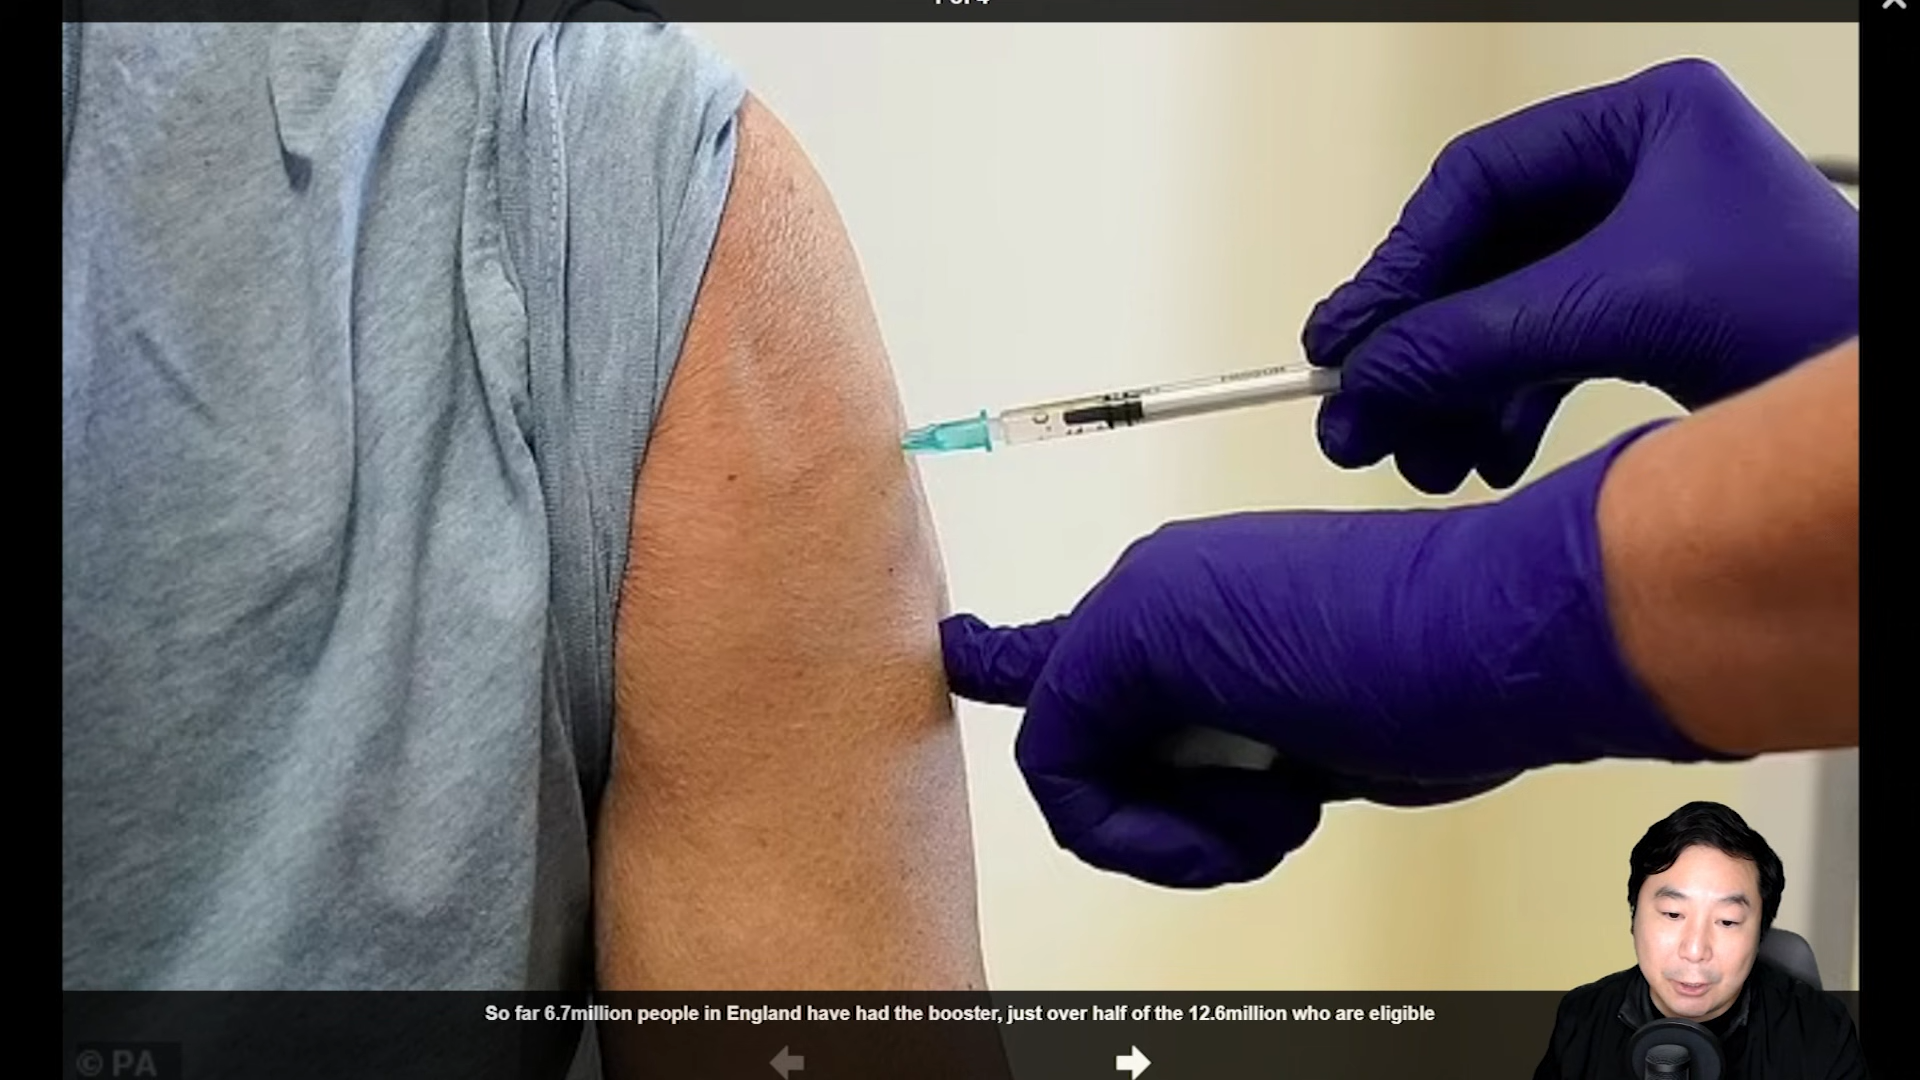 So far 6.7million people in England have had the booster, just over half of the 12.6million who are eligible
© PA